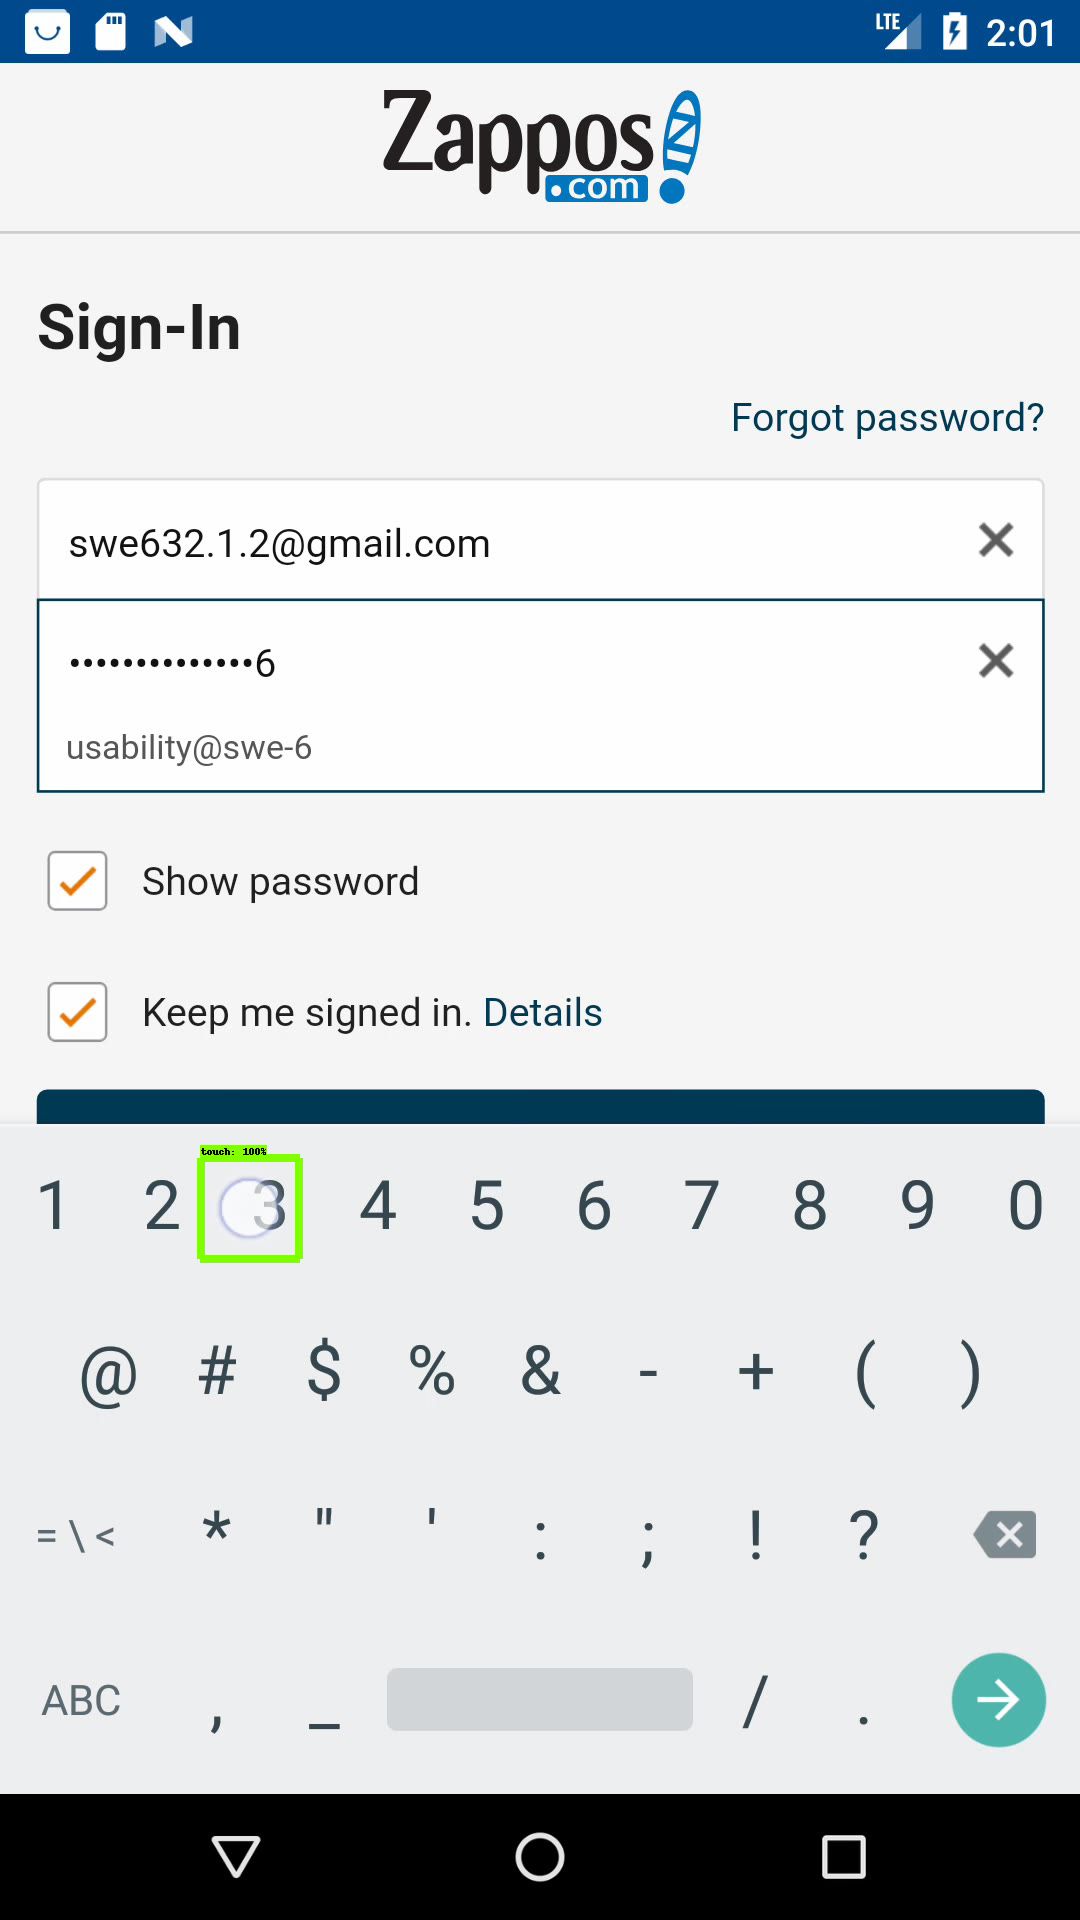 LTE 2:01
Zappos
.com
Sign-In
Forgot password?
swe632.1.2@gmail.com
••••••••••••••6
usability@swe-6
Show password
Keep me signed in. Details
touch: 100%
1 2 3 4 5 6 7 8 9 0
@ # $ % & - + ( )
= \ < * " ' : ; ! ?
ABC , _ / .